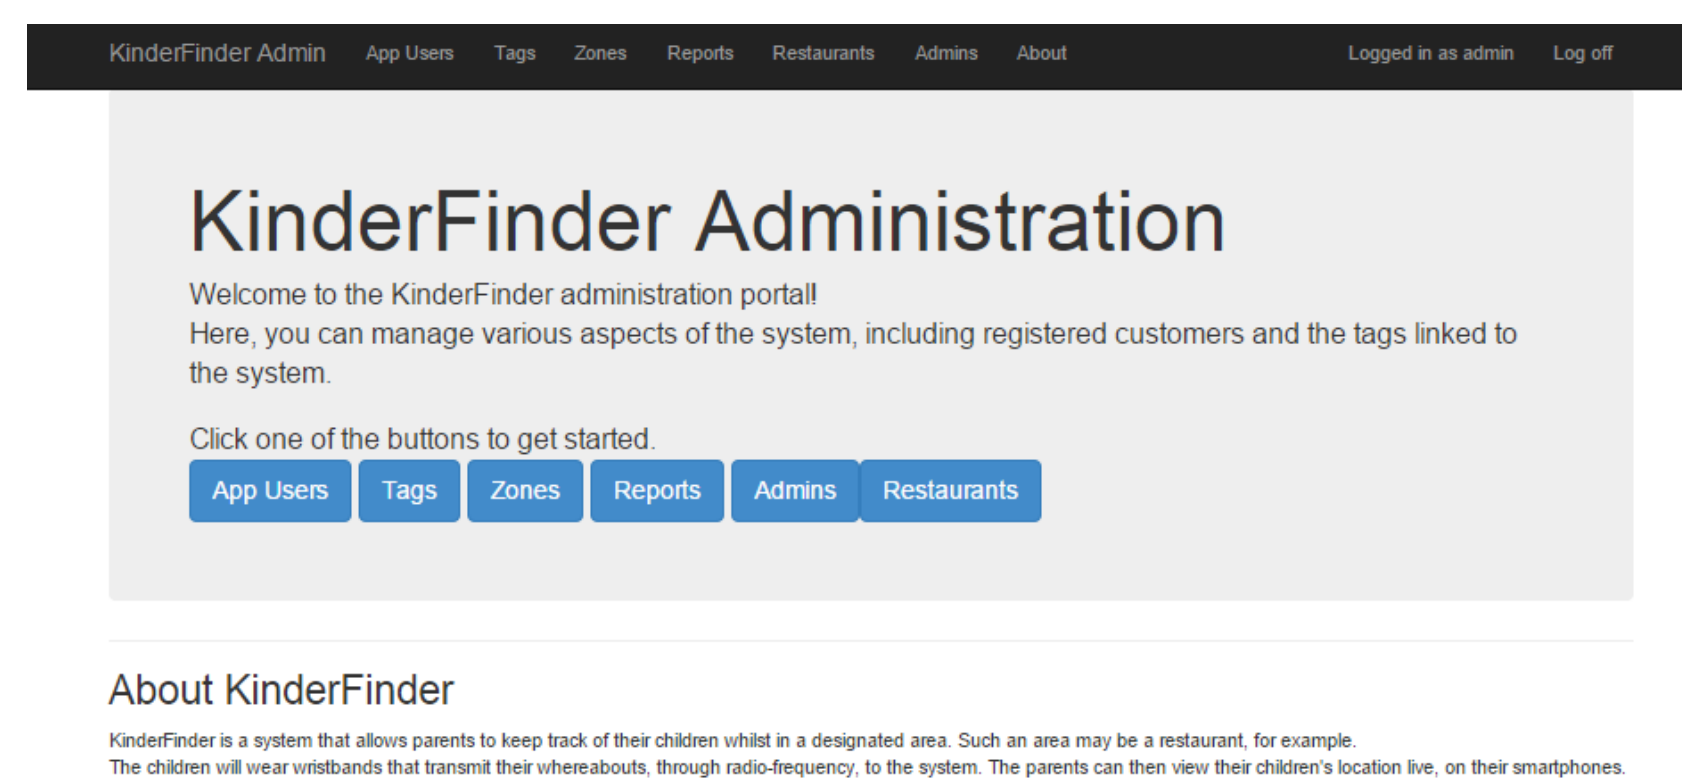 KinderFinder Admin App Users Tags Zones Reports Restaurants Admins About Logged in as admin Log off
KinderFinder Administration
Welcome to the KinderFinder administration portal!
Here, you can manage various aspects of the system, including registered customers and the tags linked to
the system.
Click one of the buttons to get started.
App Users Tags Zones Reports Admins Restaurants
About KinderFinder
KinderFinder is a system that allows parents to keep track of their children whilst in a designated area. Such an area may be a restaurant, for example.
The children will wear wristbands that transmit their whereabouts, through radio-frequency, to the system. The parents can then view their children's location live, on their smartphones.